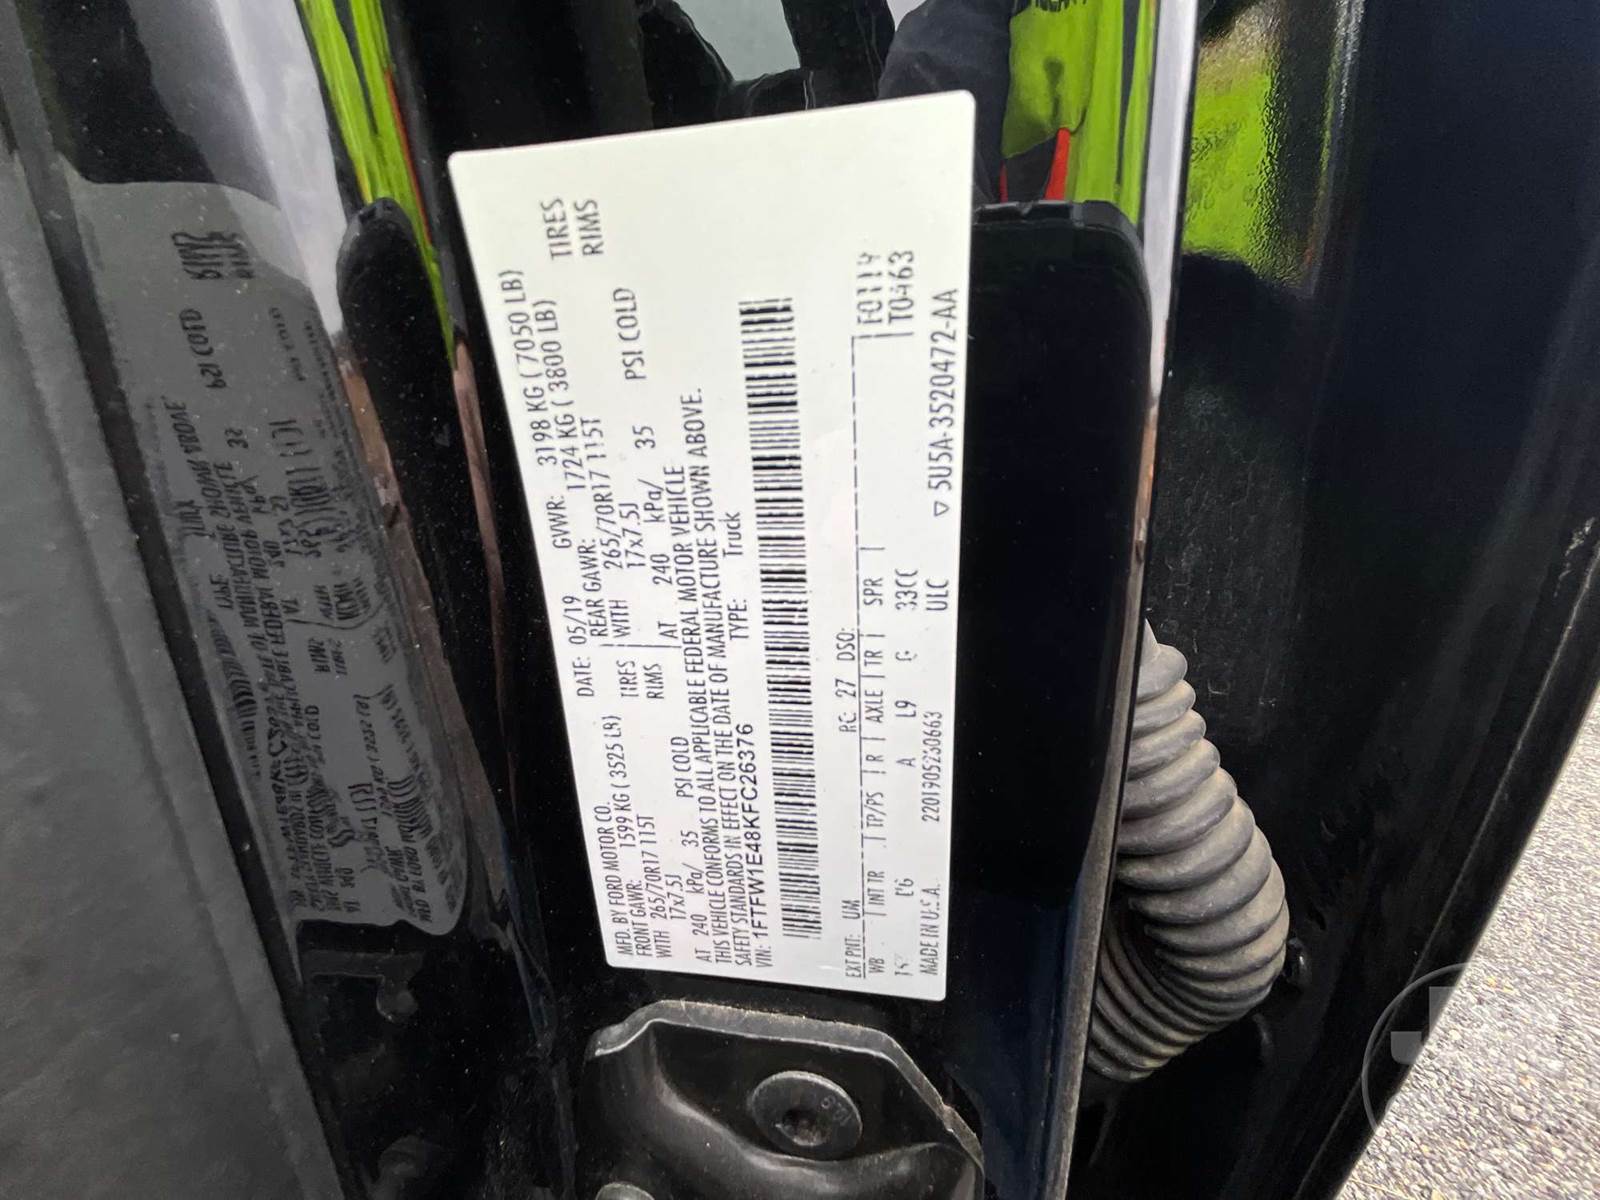 MFD. BY FORD MOTOR CO.
DATE: 05/19 GVWR: 3198 KG ( 7050 LB)
FRONT GAWR: 1599 KG ( 3525 LB) REAR GAWR: 1724 KG ( 3800 LB)
WITH 265/70R17 115T TIRES WITH 265/70R17 115T TIRES
17x7.5J RIMS 17x7.5J RIMS
AT 240 kPa/ 35 PSI COLD AT 240 kPa/ 35 PSI COLD
THIS VEHICLE CONFORMS TO ALL APPLICABLE FEDERAL MOTOR VEHICLE
SAFETY STANDARDS IN EFFECT ON THE DATE OF MANUFACTURE SHOWN ABOVE.
VIN: 1FTFW1E48KFC26376 TYPE: Truck
EXT PNT: UM RC: 27 DSO: F0114
WB INT TR TP/PS R AXLE TR SPR T0463
A L9 G 33CC
MADE IN U.S.A. 2201905230663 ULC ▽ 5U5A-3520472-AA